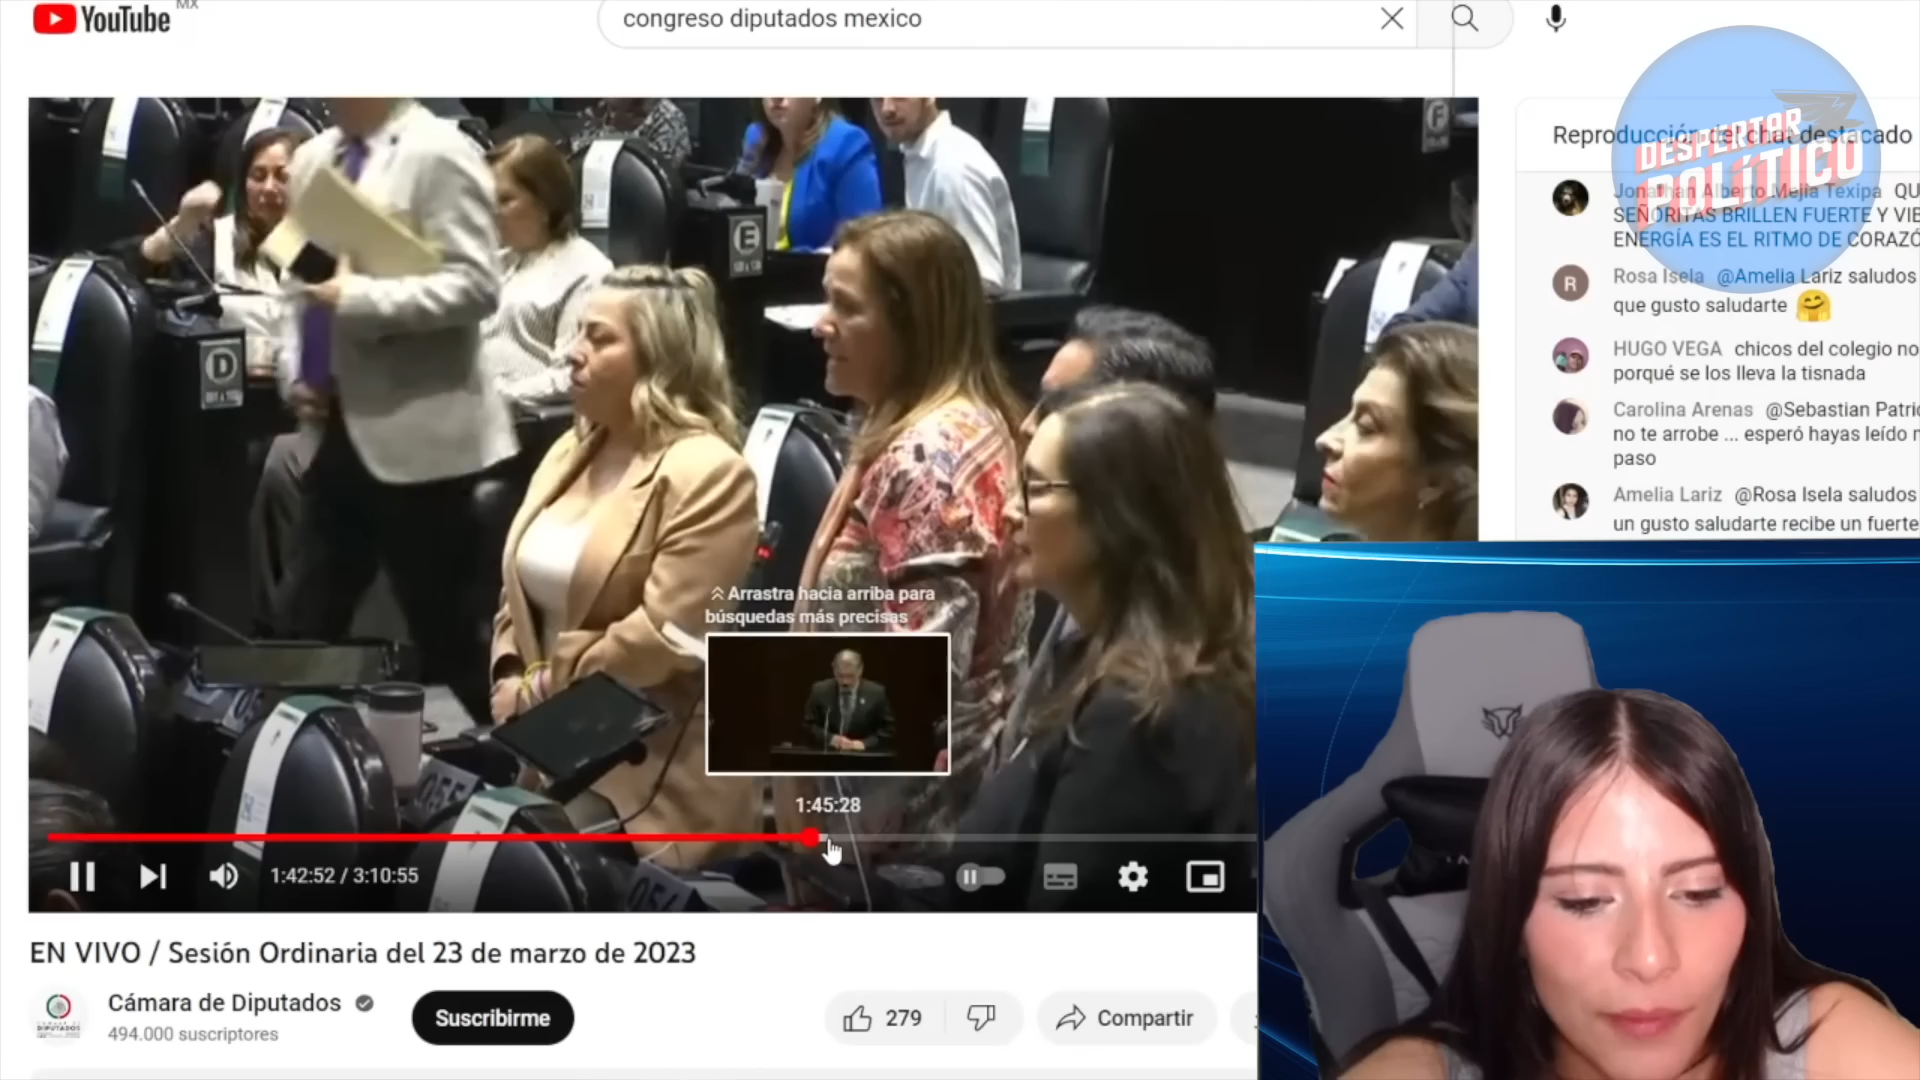 YouTube MX
congreso diputados mexico
DESPERTAR
POLÍTICO
Reproducción del chat destacado
Jonathan Alberto Mejia Texipa QU
SEÑORITAS BRILLEN FUERTE Y VIE
ENERGÍA ES EL RITMO DE CORAZÓ
R
Rosa Isela @Amelia Lariz saludos
que gusto saludarte
HUGO VEGA chicos del colegio no
porqué se los lleva la tisnada
Carolina Arenas @Sebastian Patric
no te arrobe ... esperó hayas leído m
paso
Amelia Lariz @Rosa Isela saludos
un gusto saludarte recibe un fuerte
F
E
D
Arrastra hacia arriba para
búsquedas más precisas
1:45:28
1:42:52 / 3:10:55
055
054
EN VIVO / Sesión Ordinaria del 23 de marzo de 2023
Cámara de Diputados
494.000 suscriptores
Suscribirme
279
Compartir